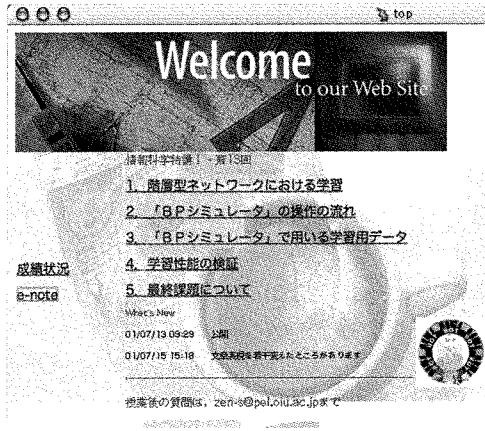 top
Welcome
to our Web Site
情報科学特講Ⅰ - 第13回
1. 階層型ネットワークにおける学習
2. 「BPシミュレータ」の操作の流れ
3. 「BPシミュレータ」で用いる学習用データ
4. 学習性能の検証
5. 最終課題について
成績状況
e-note
What's New
01/07/13 09:29 公開
01/07/15 15:18 文章表現を若干変えたところがあります
授業後の質問は，zen-s@pel.oiu.ac.jpまで